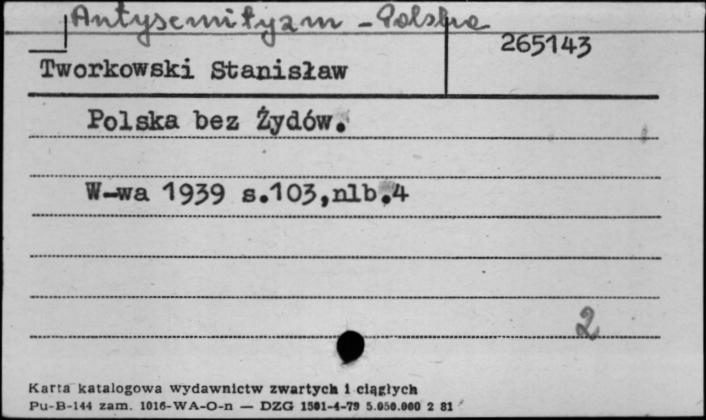 Antysemityzm - Polska
265143
Tworkowski Stanisław
Polska bez Żydów.
W-wa 1939 s.103,nlb.4
2
Karta katalogowa wydawnictw zwartych i ciągłych
Pu-B-144 zam. 1016-WA-O-n — DZG 1501-4-79 5.050.000 2 81